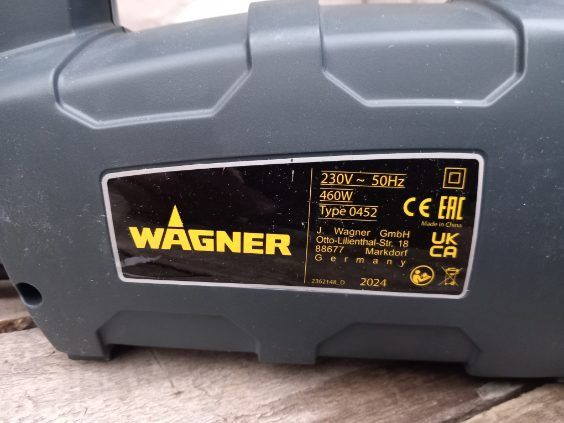 WAGNER
230V ~ 50Hz
460W
Type 0452
CE EAC
Made in China
J. Wagner GmbH
Otto-Lilienthal-Str. 18
88677 Markdorf
Germany
UK
CA
2362148_D 2024